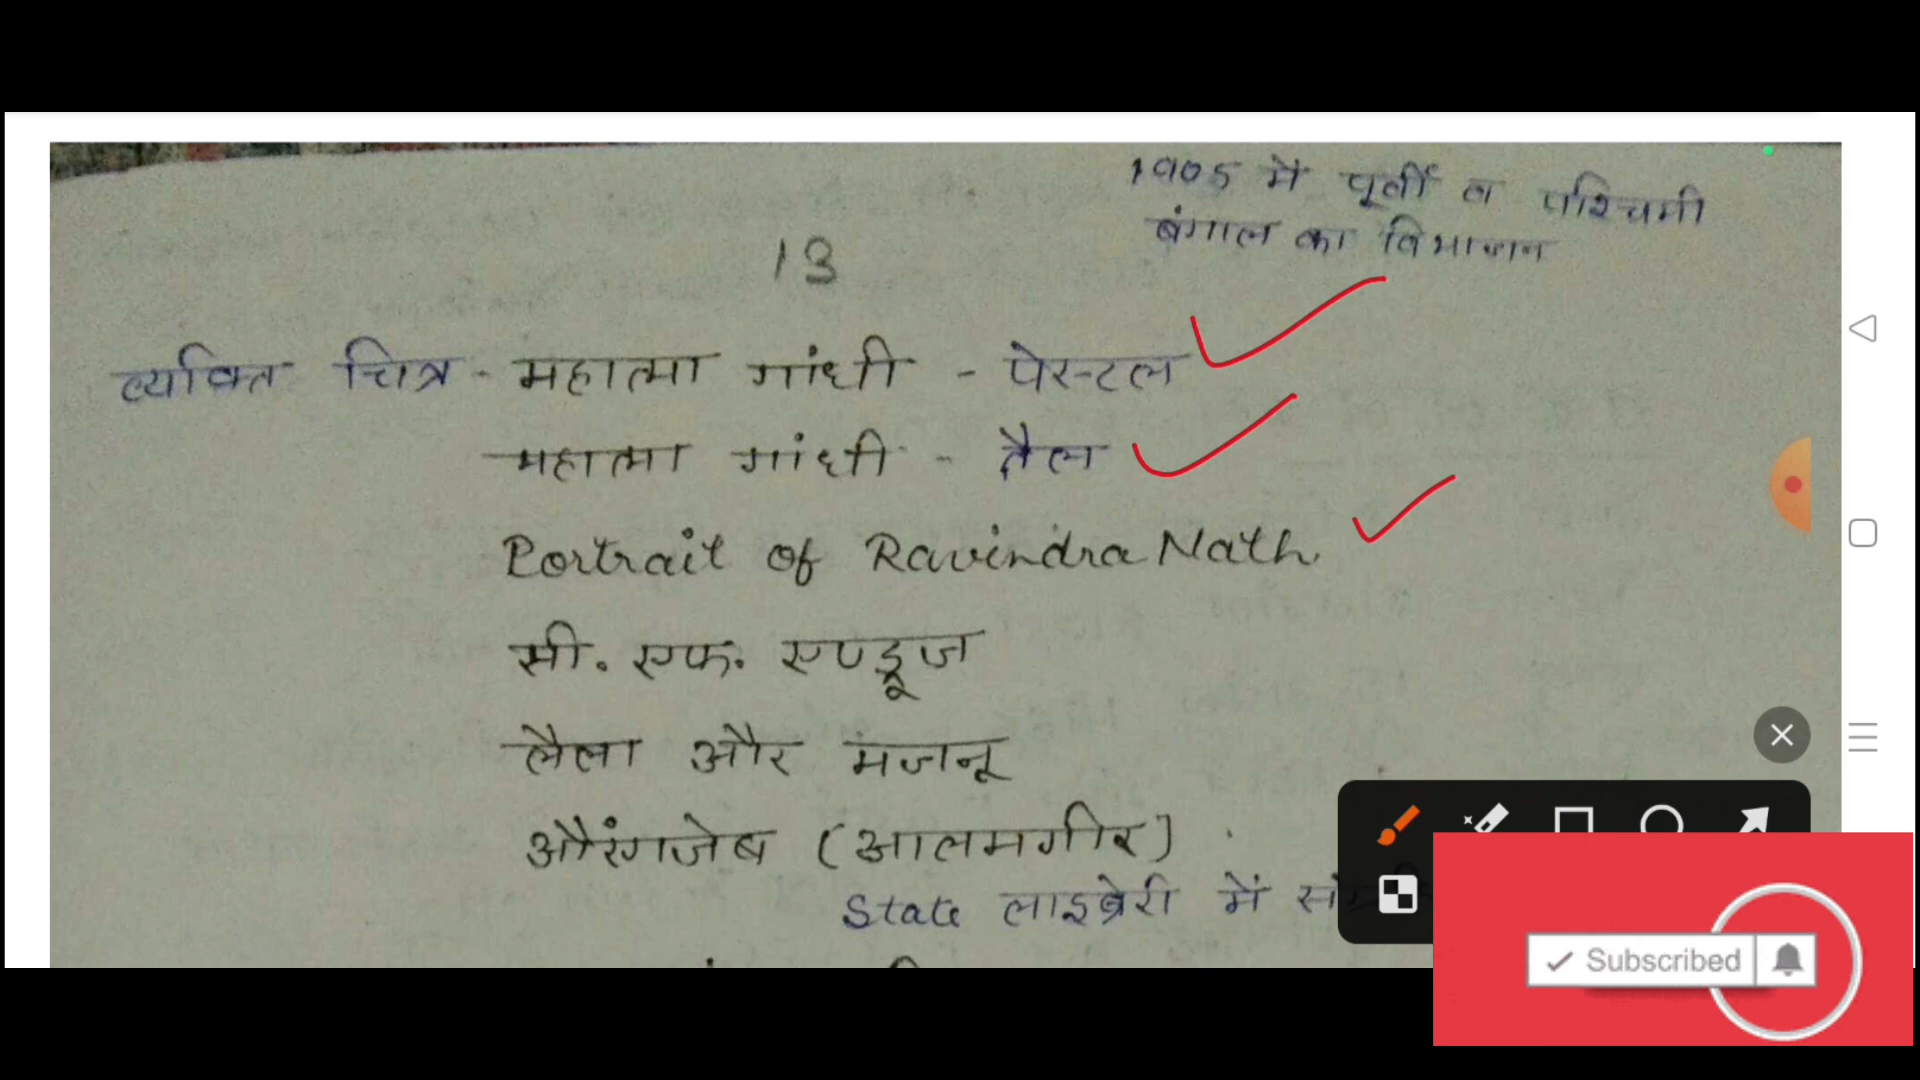 1905 में पूर्वी व पश्चिमी
बंगाल का विभाजन
13
व्यक्ति चित्र - महात्मा गांधी - पेस्टल
महात्मा गांधी - तैल
Portrait of Ravindra Nath
सी. एफ. एण्ड्रूज
लैला और मजनू
औरंगजेब (आलमगीर)
State लाइब्रेरी में
Subscribed